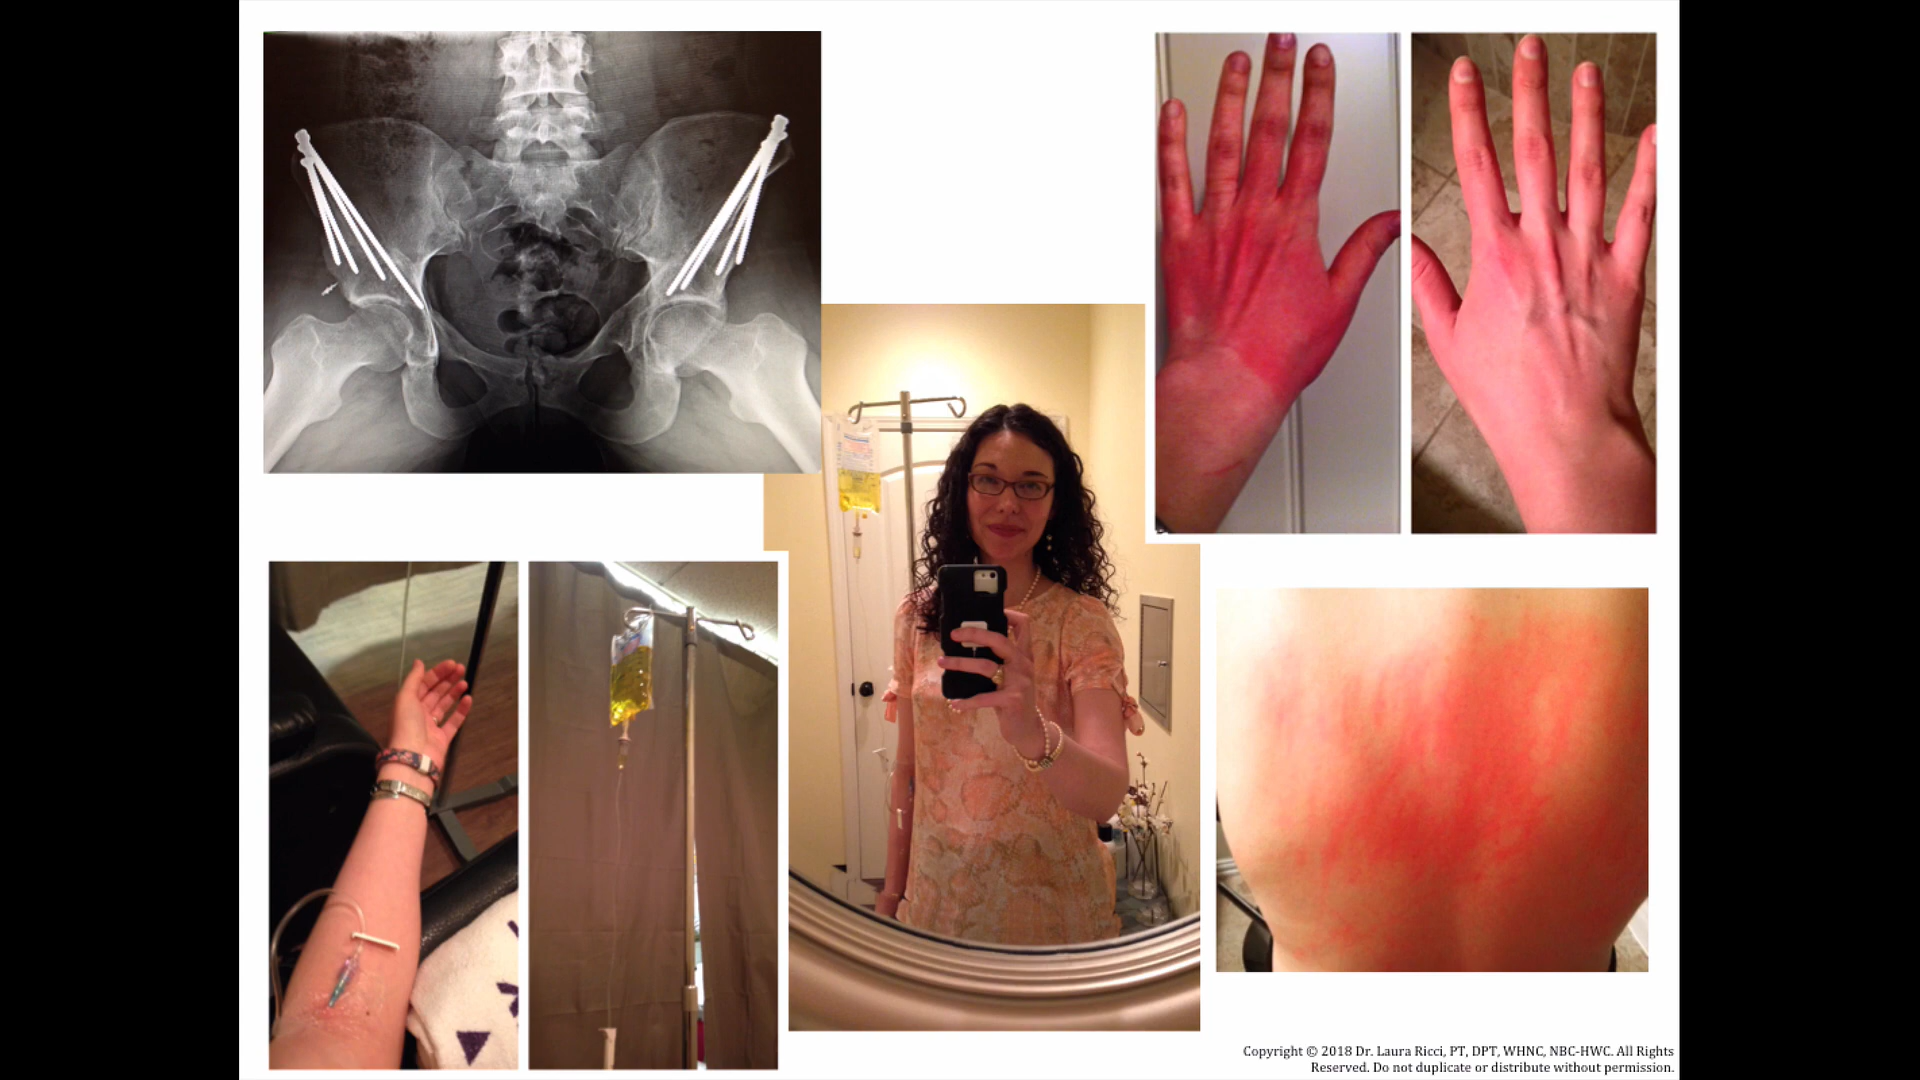 Copyright © 2018 Dr. Laura Ricci, PT, DPT, WHNC, NBC-HWC. All Rights
Reserved. Do not duplicate or distribute without permission.